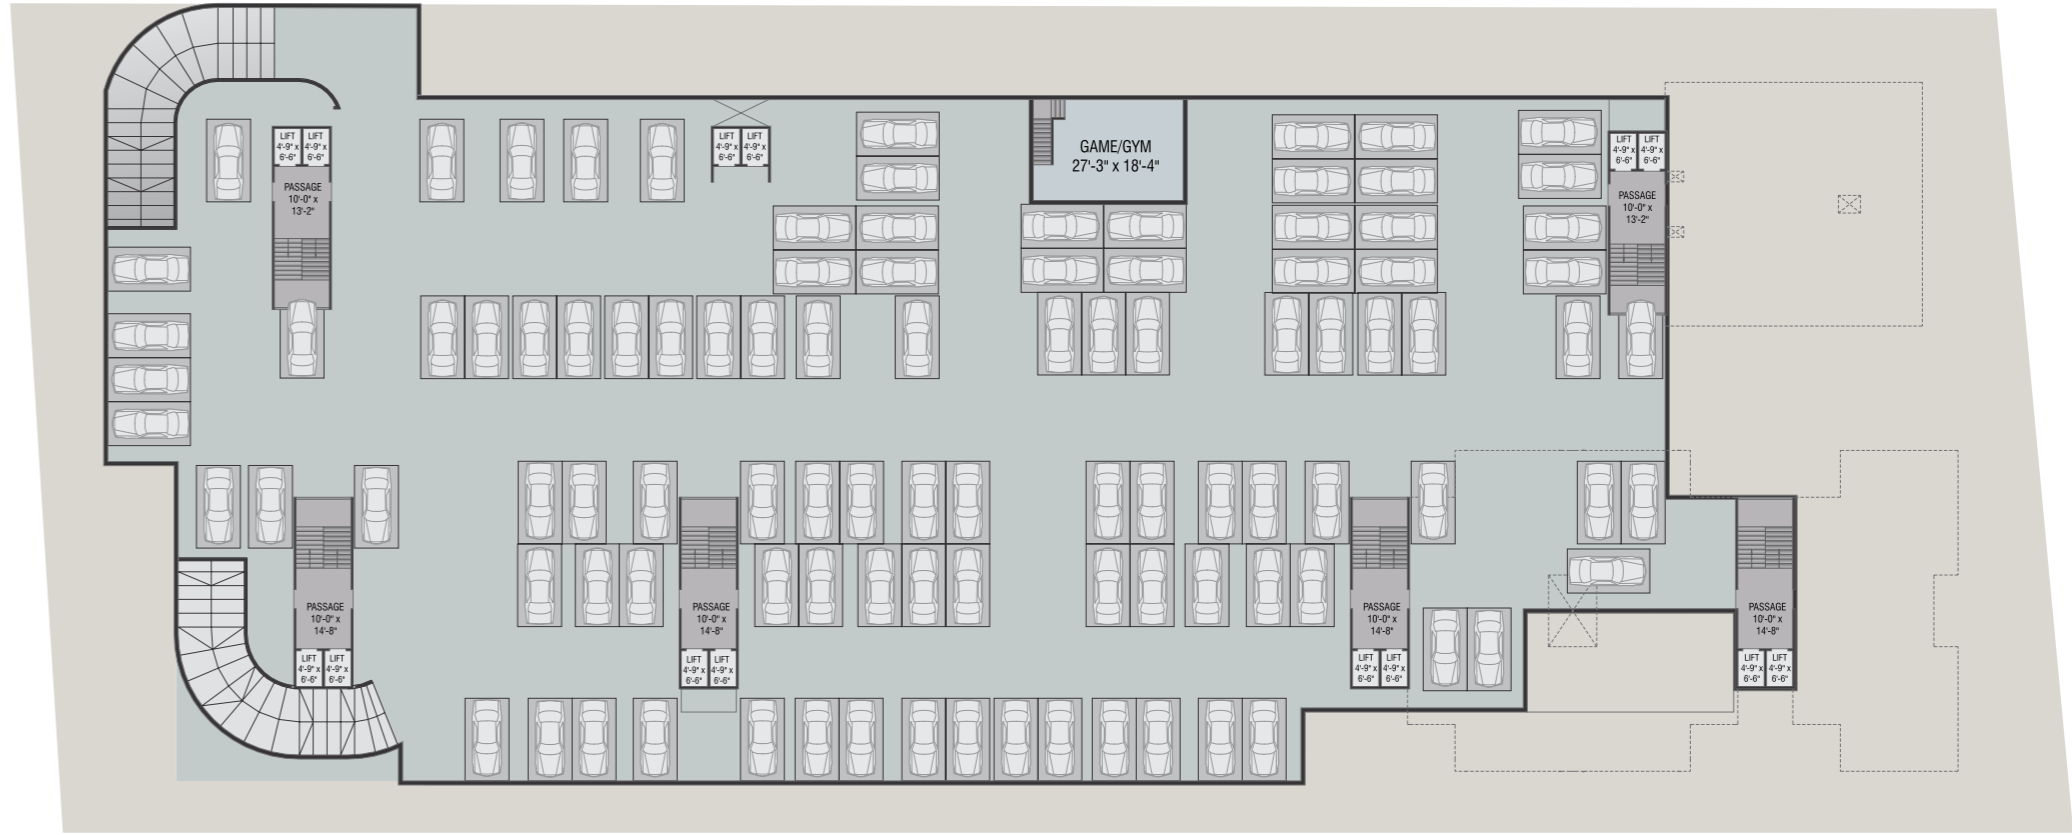 LIFT
4'-9" x
6'-6"
LIFT
4'-9" x
6'-6"
PASSAGE
10'-0" x
13'-2"
LIFT
4'-9" x
6'-6"
LIFT
4'-9" x
6'-6"
GAME/GYM
27'-3" x 18'-4"
LIFT
4'-9" x
6'-6"
LIFT
4'-9" x
6'-6"
PASSAGE
10'-0" x
13'-2"
PASSAGE
10'-0" x
14'-8"
LIFT
4'-9" x
6'-6"
LIFT
4'-9" x
6'-6"
PASSAGE
10'-0" x
14'-8"
LIFT
4'-9" x
6'-6"
LIFT
4'-9" x
6'-6"
PASSAGE
10'-0" x
14'-8"
LIFT
4'-9" x
6'-6"
LIFT
4'-9" x
6'-6"
PASSAGE
10'-0" x
14'-8"
LIFT
4'-9" x
6'-6"
LIFT
4'-9" x
6'-6"